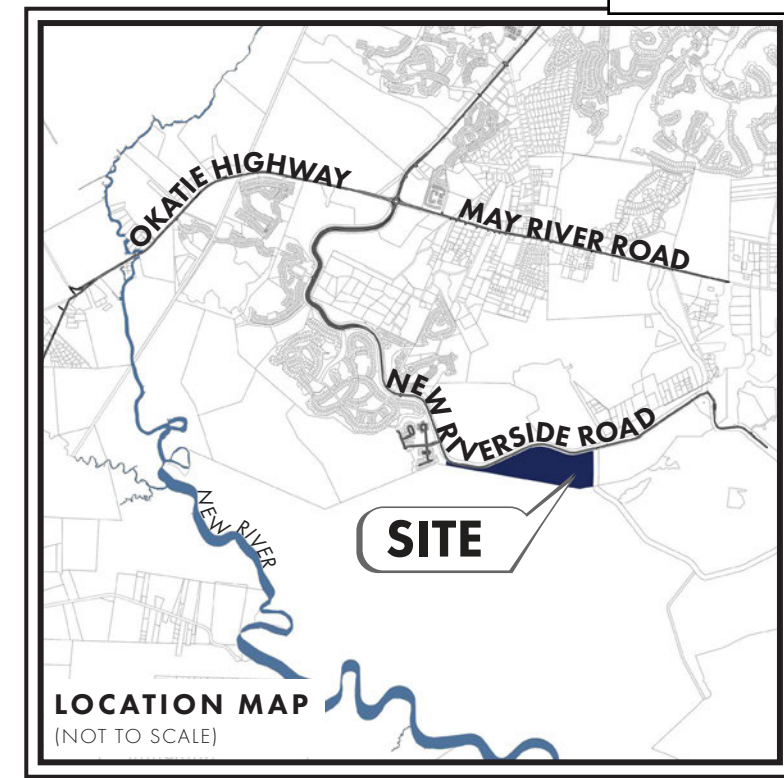 OKATIE HIGHWAY
MAY RIVER ROAD
NEW RIVERSIDE ROAD
NEW RIVER
SITE
LOCATION MAP
(NOT TO SCALE)